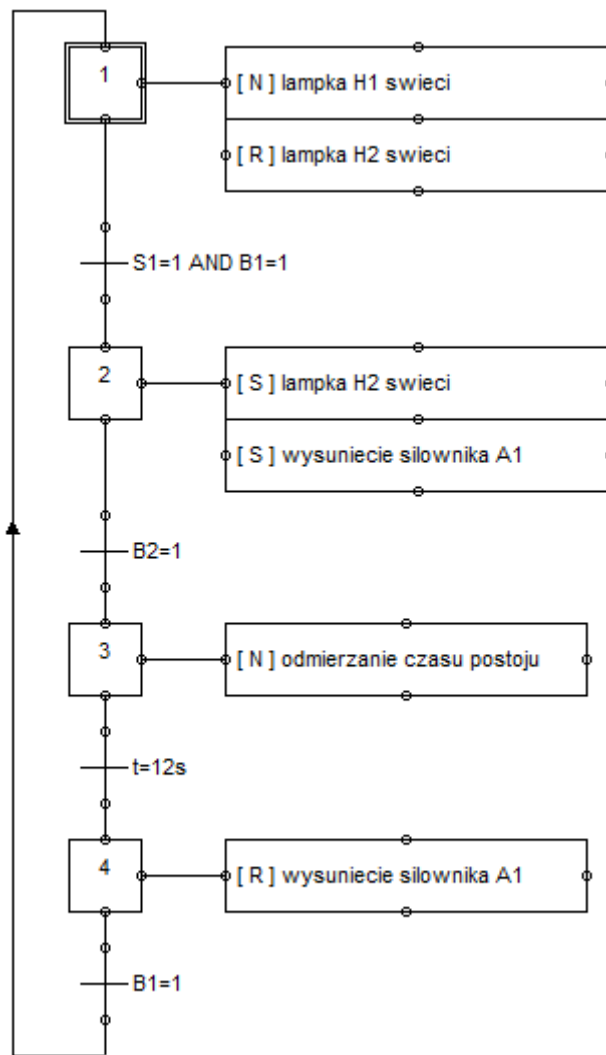 1
[ N ] lampka H1 swieci
[ R ] lampka H2 swieci
S1=1 AND B1=1
2
[ S ] lampka H2 swieci
[ S ] wysuniecie silownika A1
B2=1
3
[ N ] odmierzanie czasu postoju
t=12s
4
[ R ] wysuniecie silownika A1
B1=1